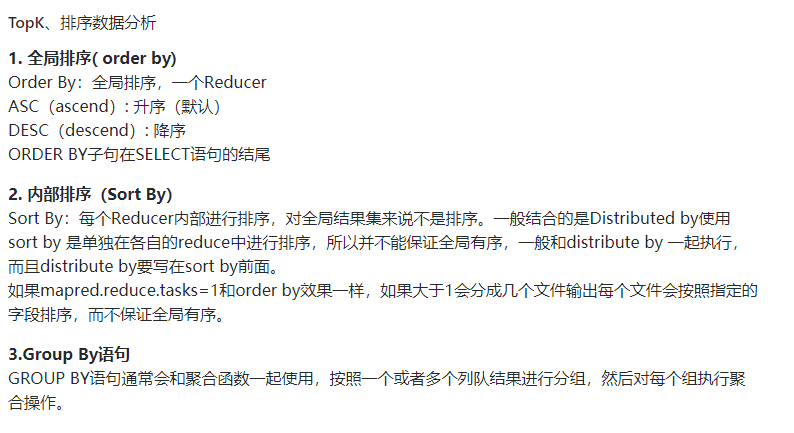 TopK、排序数据分析
1. 全局排序( order by)
Order By：全局排序，一个Reducer
ASC（ascend）: 升序（默认）
DESC（descend）: 降序
ORDER BY子句在SELECT语句的结尾
2. 内部排序（Sort By）
Sort By：每个Reducer内部进行排序，对全局结果集来说不是排序。一般结合的是Distributed by使用
sort by 是单独在各自的reduce中进行排序，所以并不能保证全局有序，一般和distribute by 一起执行，
而且distribute by要写在sort by前面。
如果mapred.reduce.tasks=1和order by效果一样，如果大于1会分成几个文件输出每个文件会按照指定的
字段排序，而不保证全局有序。
3.Group By语句
GROUP BY语句通常会和聚合函数一起使用，按照一个或者多个列队结果进行分组，然后对每个组执行聚
合操作。